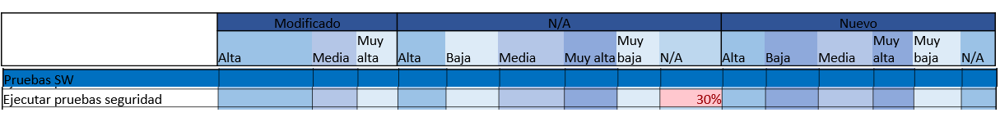 Modificado N/A Nuevo
Muy Muy Muy Muy
Alta Media alta Alta Baja Media Muy alta baja N/A Alta Baja Media alta baja N/A
Pruebas SW
Ejecutar pruebas seguridad 30%